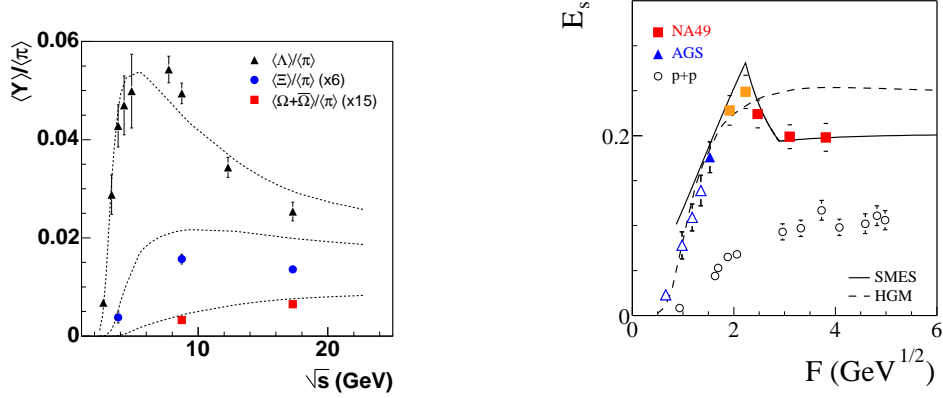 ⟨Y⟩/⟨π⟩
0.06
0.04
0.02
0
⟨Λ⟩/⟨π⟩
⟨Ξ⟩/⟨π⟩ (x6)
⟨Ω+Ω̅⟩/⟨π⟩ (x15)
10
20
√s (GeV)
E_s
0.2
0
NA49
AGS
p+p
SMES
HGM
0
2
4
6
F (GeV^1/2)